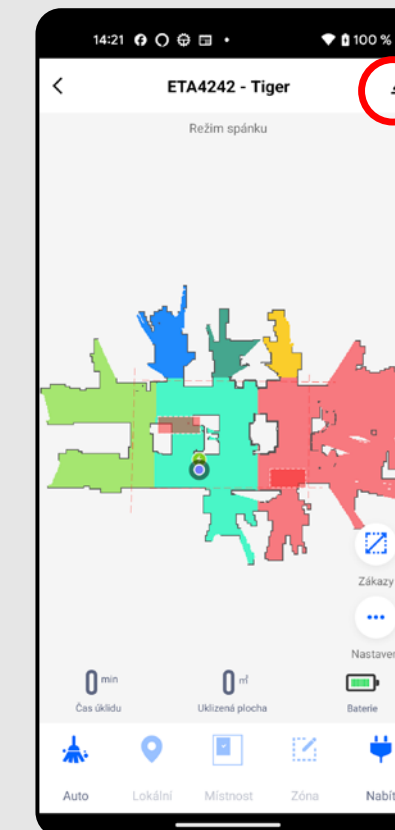 14:21
100 %
ETA4242 - Tiger
Režim spánku
Zákazy
Nastaven
0 min
0 ㎡
Čas úklidu
Uklizená plocha
Baterie
Auto
Lokální
Místnost
Zóna
Nabít